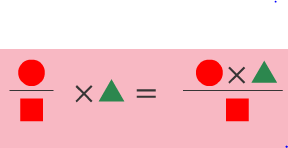 × = ×